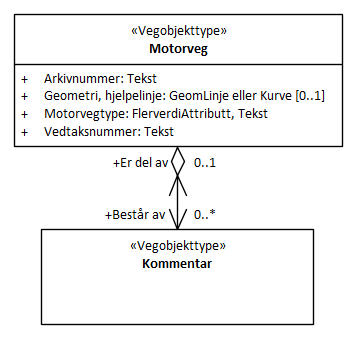 «Vegobjekttype»
Motorveg
+ Arkivnummer: Tekst
+ Geometri, hjelpelinje: GeomLinje eller Kurve [0..1]
+ Motorvegtype: FlerverdiAttributt, Tekst
+ Vedtaksnummer: Tekst
+Er del av 0..1
+Består av 0..*
«Vegobjekttype»
Kommentar